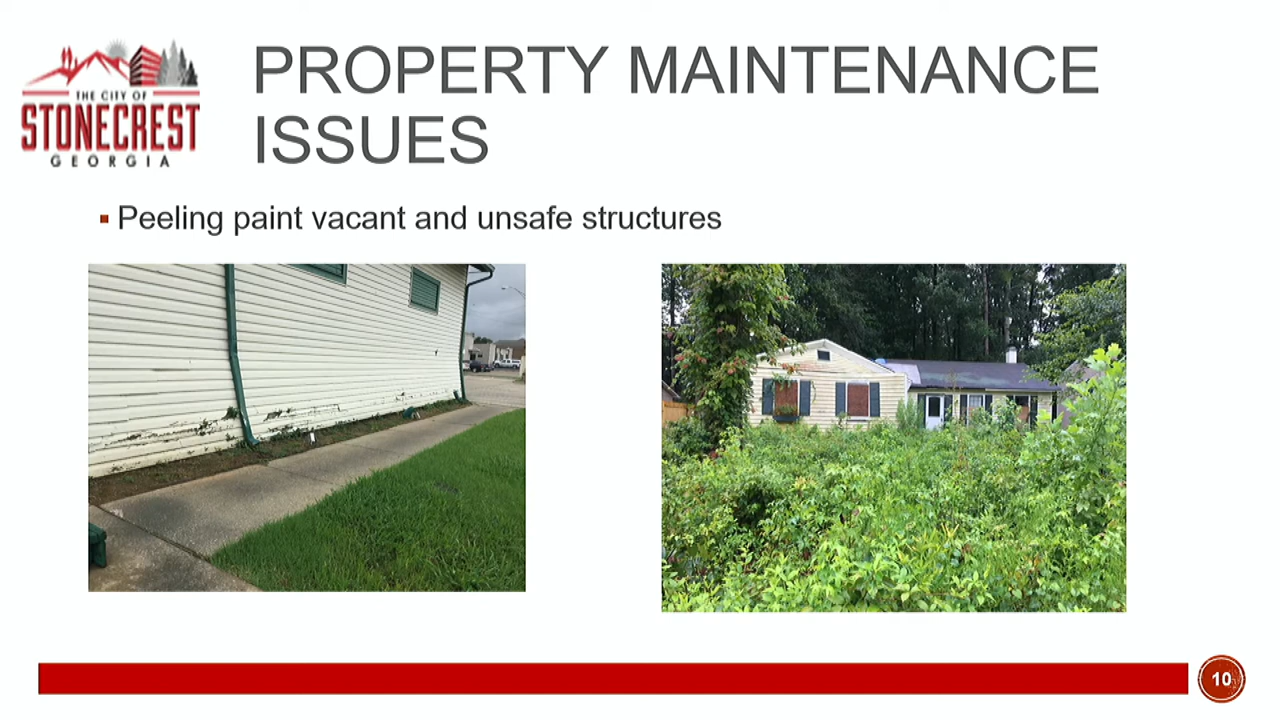 THE CITY OF
STONECREST
GEORGIA
PROPERTY MAINTENANCE
ISSUES
Peeling paint vacant and unsafe structures
10